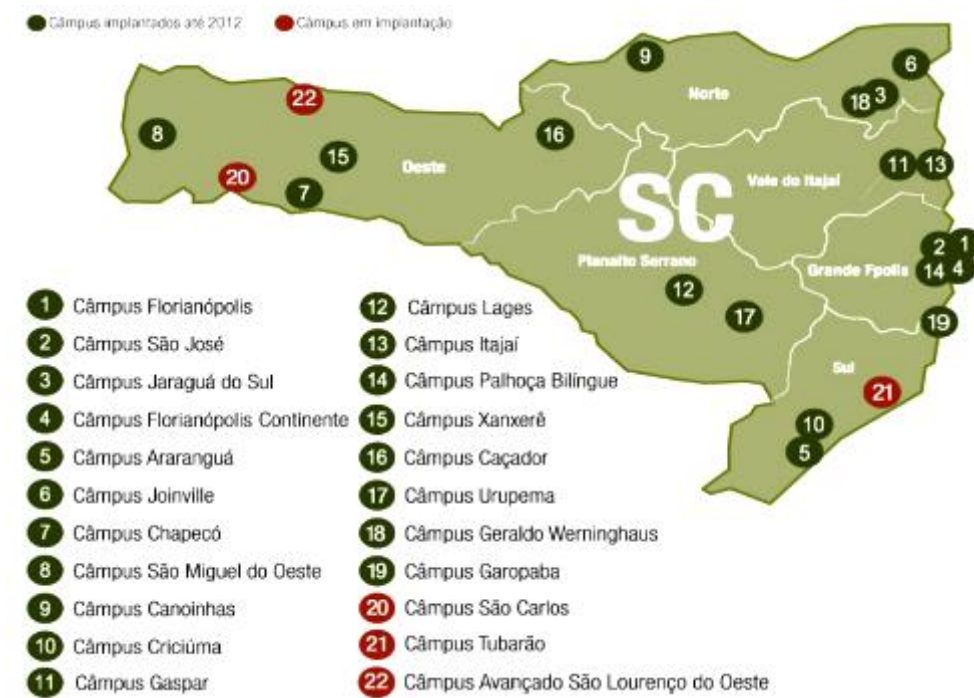 Câmpus implantados até 2012
Câmpus em implantação
9
6
Norte
22
18
3
8
16
15
Oeste
11
13
20
Vale do Itajaí
7
SC
2
1
Planalto Serrano
Grande Fpolis
14
4
12
17
19
Sul
21
10
5
1 Câmpus Florianópolis
2 Câmpus São José
3 Câmpus Jaraguá do Sul
4 Câmpus Florianópolis Continente
5 Câmpus Araranguá
6 Câmpus Joinville
7 Câmpus Chapecó
8 Câmpus São Miguel do Oeste
9 Câmpus Canoinhas
10 Câmpus Criciúma
11 Câmpus Gaspar
12 Câmpus Lages
13 Câmpus Itajaí
14 Câmpus Palhoça Bilíngue
15 Câmpus Xanxerê
16 Câmpus Caçador
17 Câmpus Urupema
18 Câmpus Geraldo Werninghaus
19 Câmpus Garopaba
20 Câmpus São Carlos
21 Câmpus Tubarão
22 Câmpus Avançado São Lourenço do Oeste